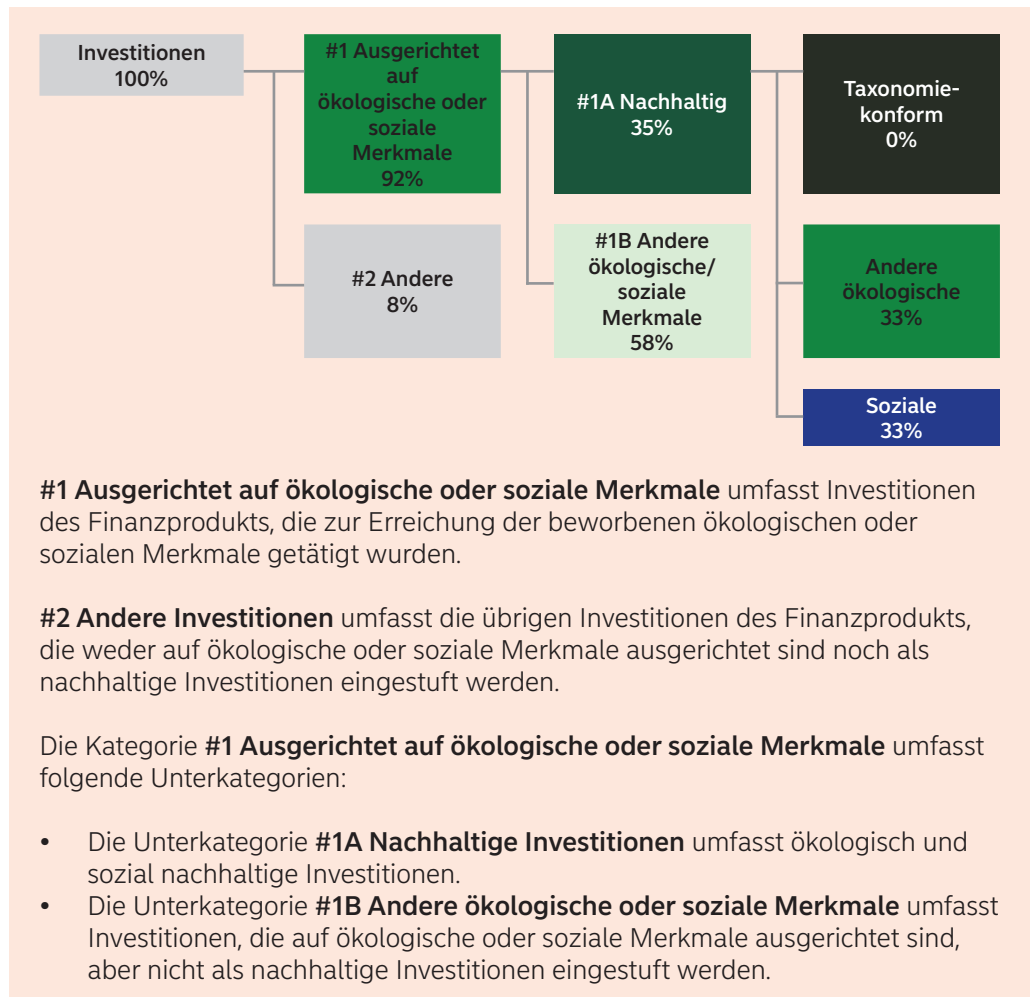 Investitionen
100%
#1 Ausgerichtet
auf
ökologische oder
soziale
Merkmale
92%
#1A Nachhaltig
35%
Taxonomie-
konform
0%
#2 Andere
8%
#1B Andere
ökologische/
soziale
Merkmale
58%
Andere
ökologische
33%
Soziale
33%
#1 Ausgerichtet auf ökologische oder soziale Merkmale umfasst Investitionen
des Finanzprodukts, die zur Erreichung der beworbenen ökologischen oder
sozialen Merkmale getätigt wurden.
#2 Andere Investitionen umfasst die übrigen Investitionen des Finanzprodukts,
die weder auf ökologische oder soziale Merkmale ausgerichtet sind noch als
nachhaltige Investitionen eingestuft werden.
Die Kategorie #1 Ausgerichtet auf ökologische oder soziale Merkmale umfasst
folgende Unterkategorien:
• Die Unterkategorie #1A Nachhaltige Investitionen umfasst ökologisch und
sozial nachhaltige Investitionen.
• Die Unterkategorie #1B Andere ökologische oder soziale Merkmale umfasst
Investitionen, die auf ökologische oder soziale Merkmale ausgerichtet sind,
aber nicht als nachhaltige Investitionen eingestuft werden.